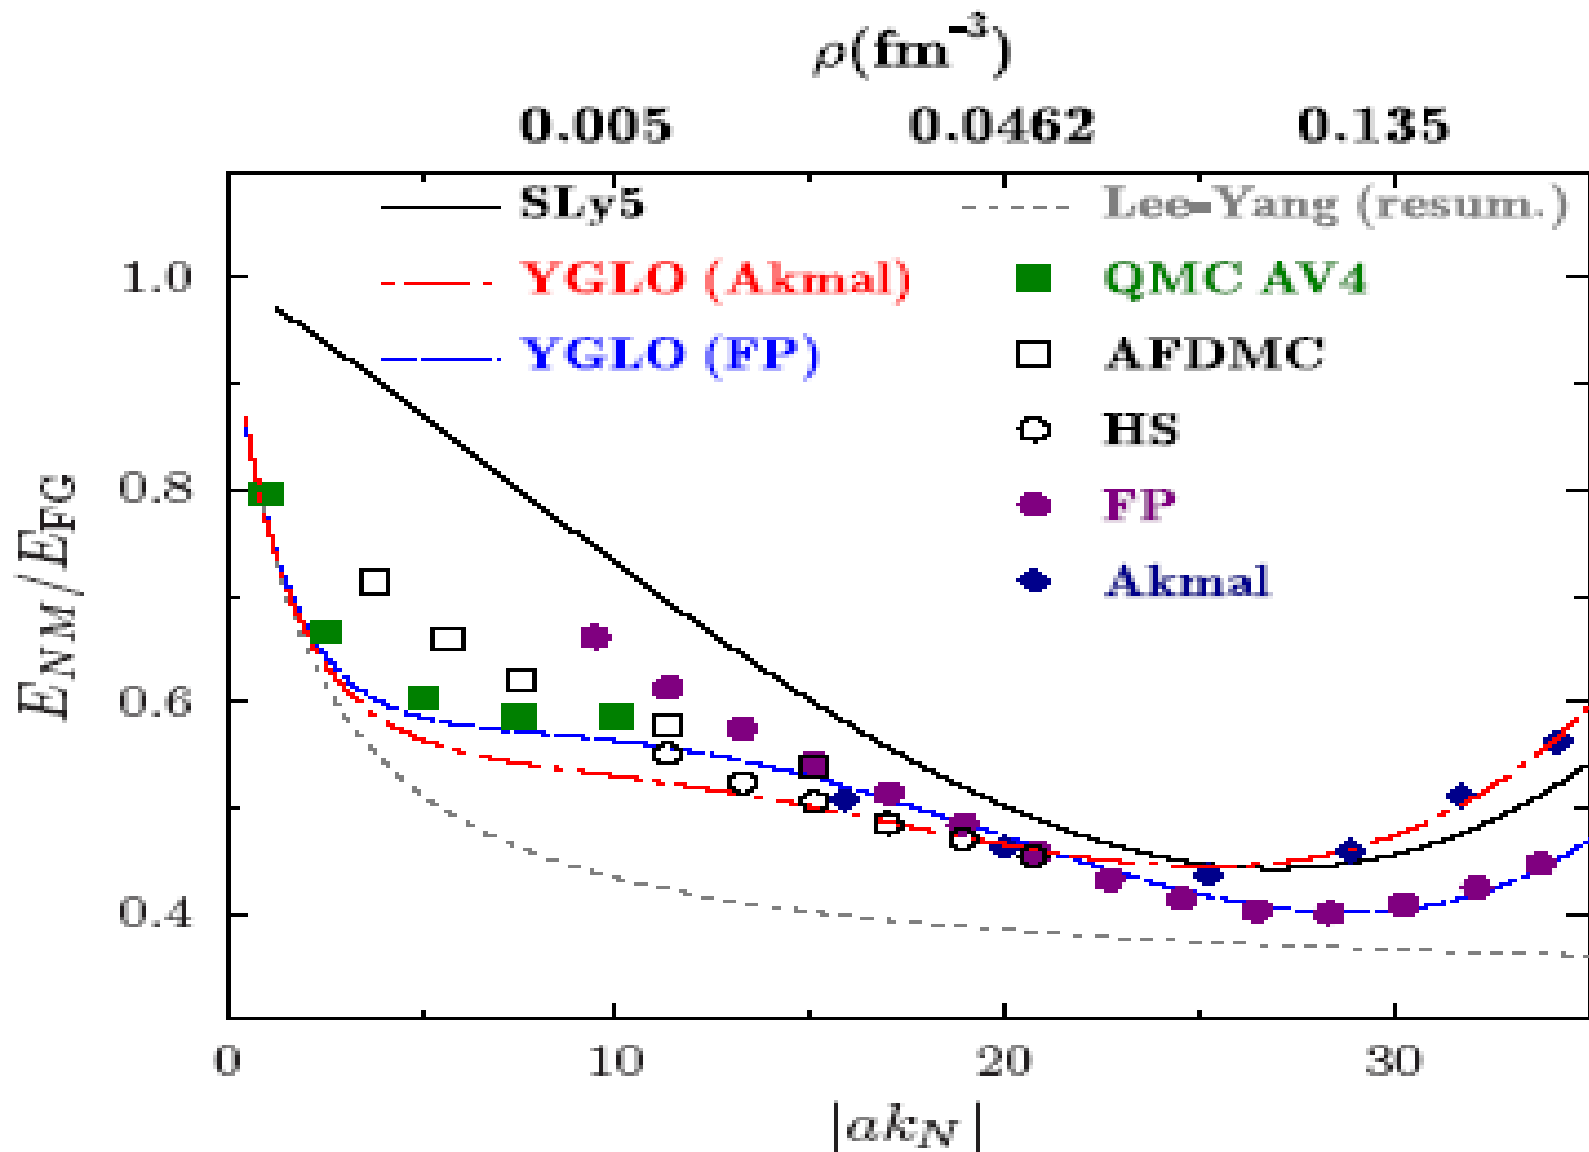 ρ(fm⁻³)
0.005 0.0462 0.135
SLy5 Lee-Yang (resum.)
YGLO (Akmal) QMC AV4
YGLO (FP) AFDMC
HS
FP
Akmal
1.0
0.8
0.6
0.4
E_NM/E_FG
0 10 20 30
|ak_N|